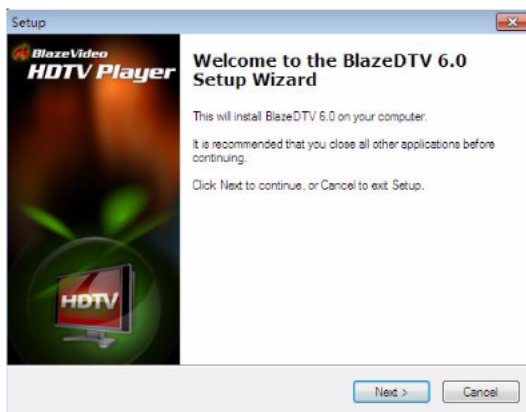 Setup
BlazeVideo
HDTV Player
Welcome to the BlazeDTV 6.0
Setup Wizard
This will install BlazeDTV 6.0 on your computer.
It is recommended that you close all other applications before
continuing.
Click Next to continue, or Cancel to exit Setup.
HDTV
Next >
Cancel